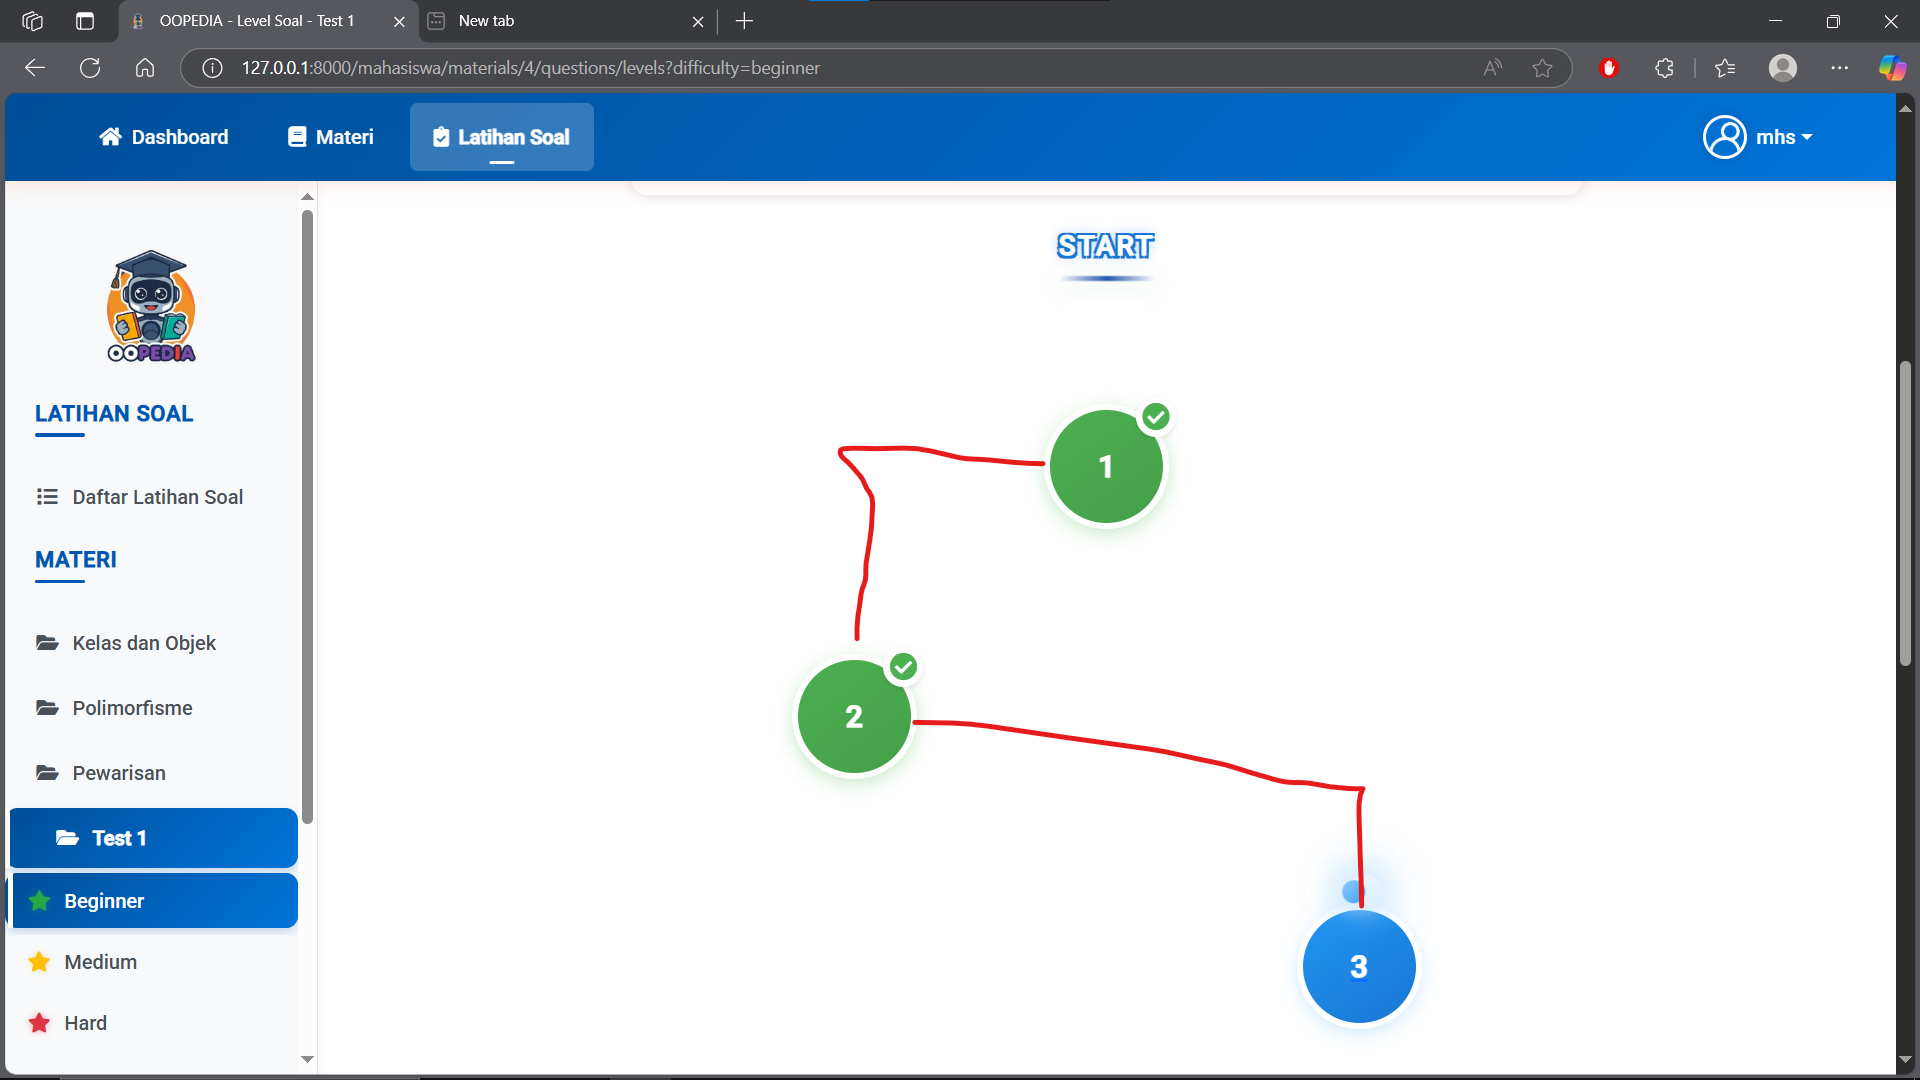 OOPEDIA - Level Soal - Test 1
New tab
127.0.0.1:8000/mahasiswa/materials/4/questions/levels?difficulty=beginner
Dashboard
Materi
Latihan Soal
mhs
OOPEDIA
LATIHAN SOAL
Daftar Latihan Soal
MATERI
Kelas dan Objek
Polimorfisme
Pewarisan
Test 1
Beginner
Medium
Hard
START
1
2
3